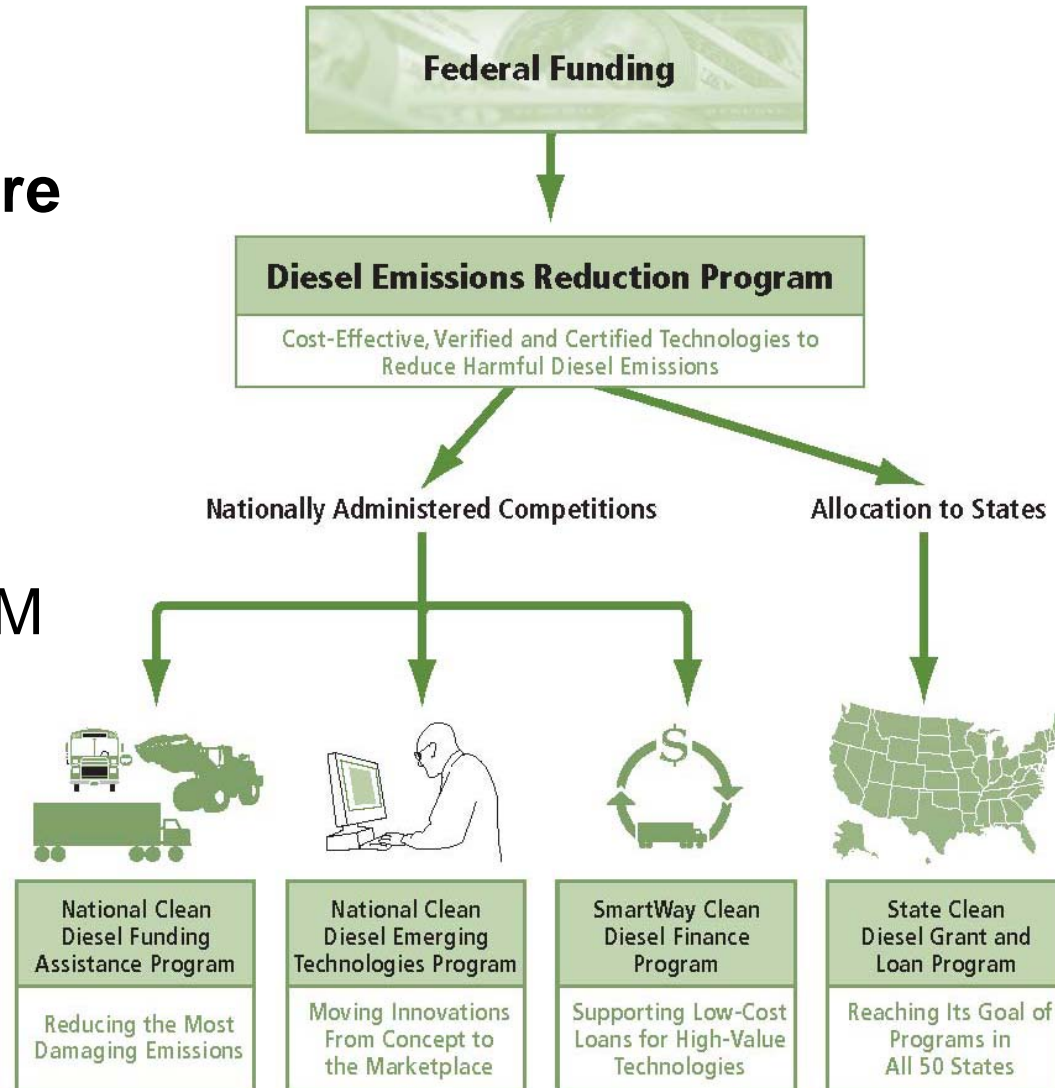 Federal Funding
re
Diesel Emissions Reduction Program
Cost-Effective, Verified and Certified Technologies to
Reduce Harmful Diesel Emissions
Nationally Administered Competitions
Allocation to States
M
$
National Clean
Diesel Funding
Assistance Program
Reducing the Most
Damaging Emissions
National Clean
Diesel Emerging
Technologies Program
Moving Innovations
From Concept to
the Marketplace
SmartWay Clean
Diesel Finance
Program
Supporting Low-Cost
Loans for High-Value
Technologies
State Clean
Diesel Grant and
Loan Program
Reaching Its Goal of
Programs in
All 50 States